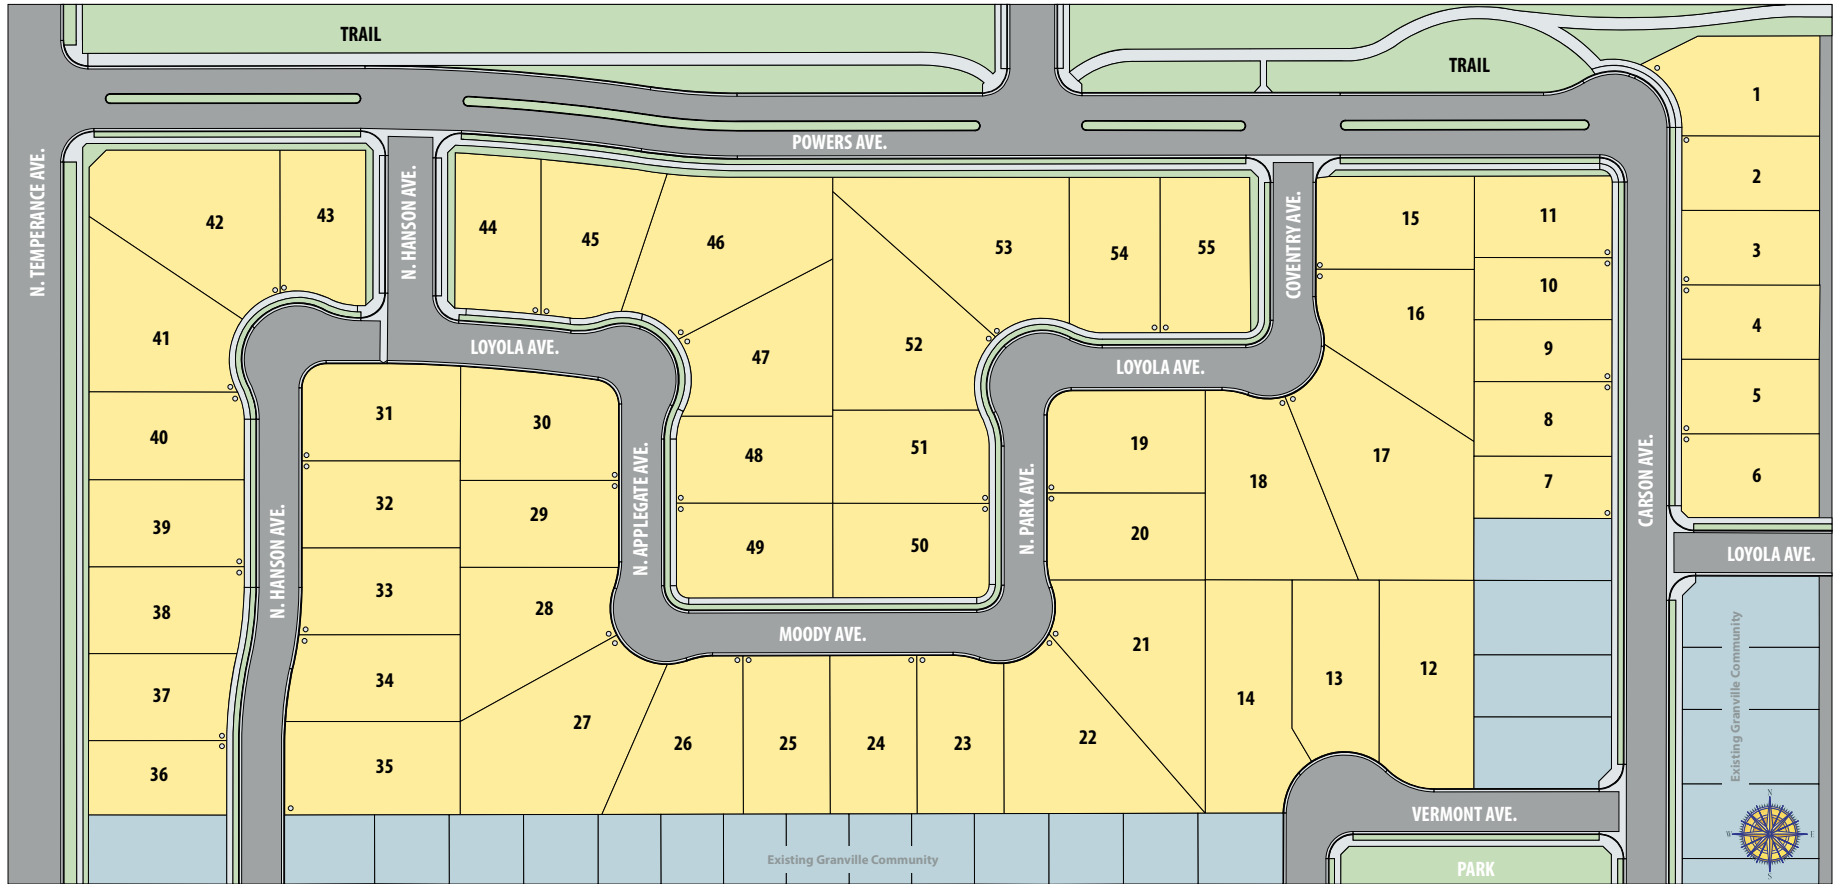 TRAIL
TRAIL
POWERS AVE.
N. TEMPERANCE AVE.
N. HANSON AVE.
COVENTRY AVE.
1
2
3
4
5
6
42
43
44
45
46
53
54
55
15
11
10
16
9
8
7
41
LOYOLA AVE.
47
52
LOYOLA AVE.
17
40
31
30
48
51
19
18
39
32
29
49
50
20
N. HANSON AVE.
N. APPLEGATE AVE.
N. PARK AVE.
CARSON AVE.
LOYOLA AVE.
38
33
28
MOODY AVE.
21
37
34
27
26
25
24
23
22
14
13
12
36
35
VERMONT AVE.
Existing Granville Community
Existing Granville Community
PARK
N
W
E
S